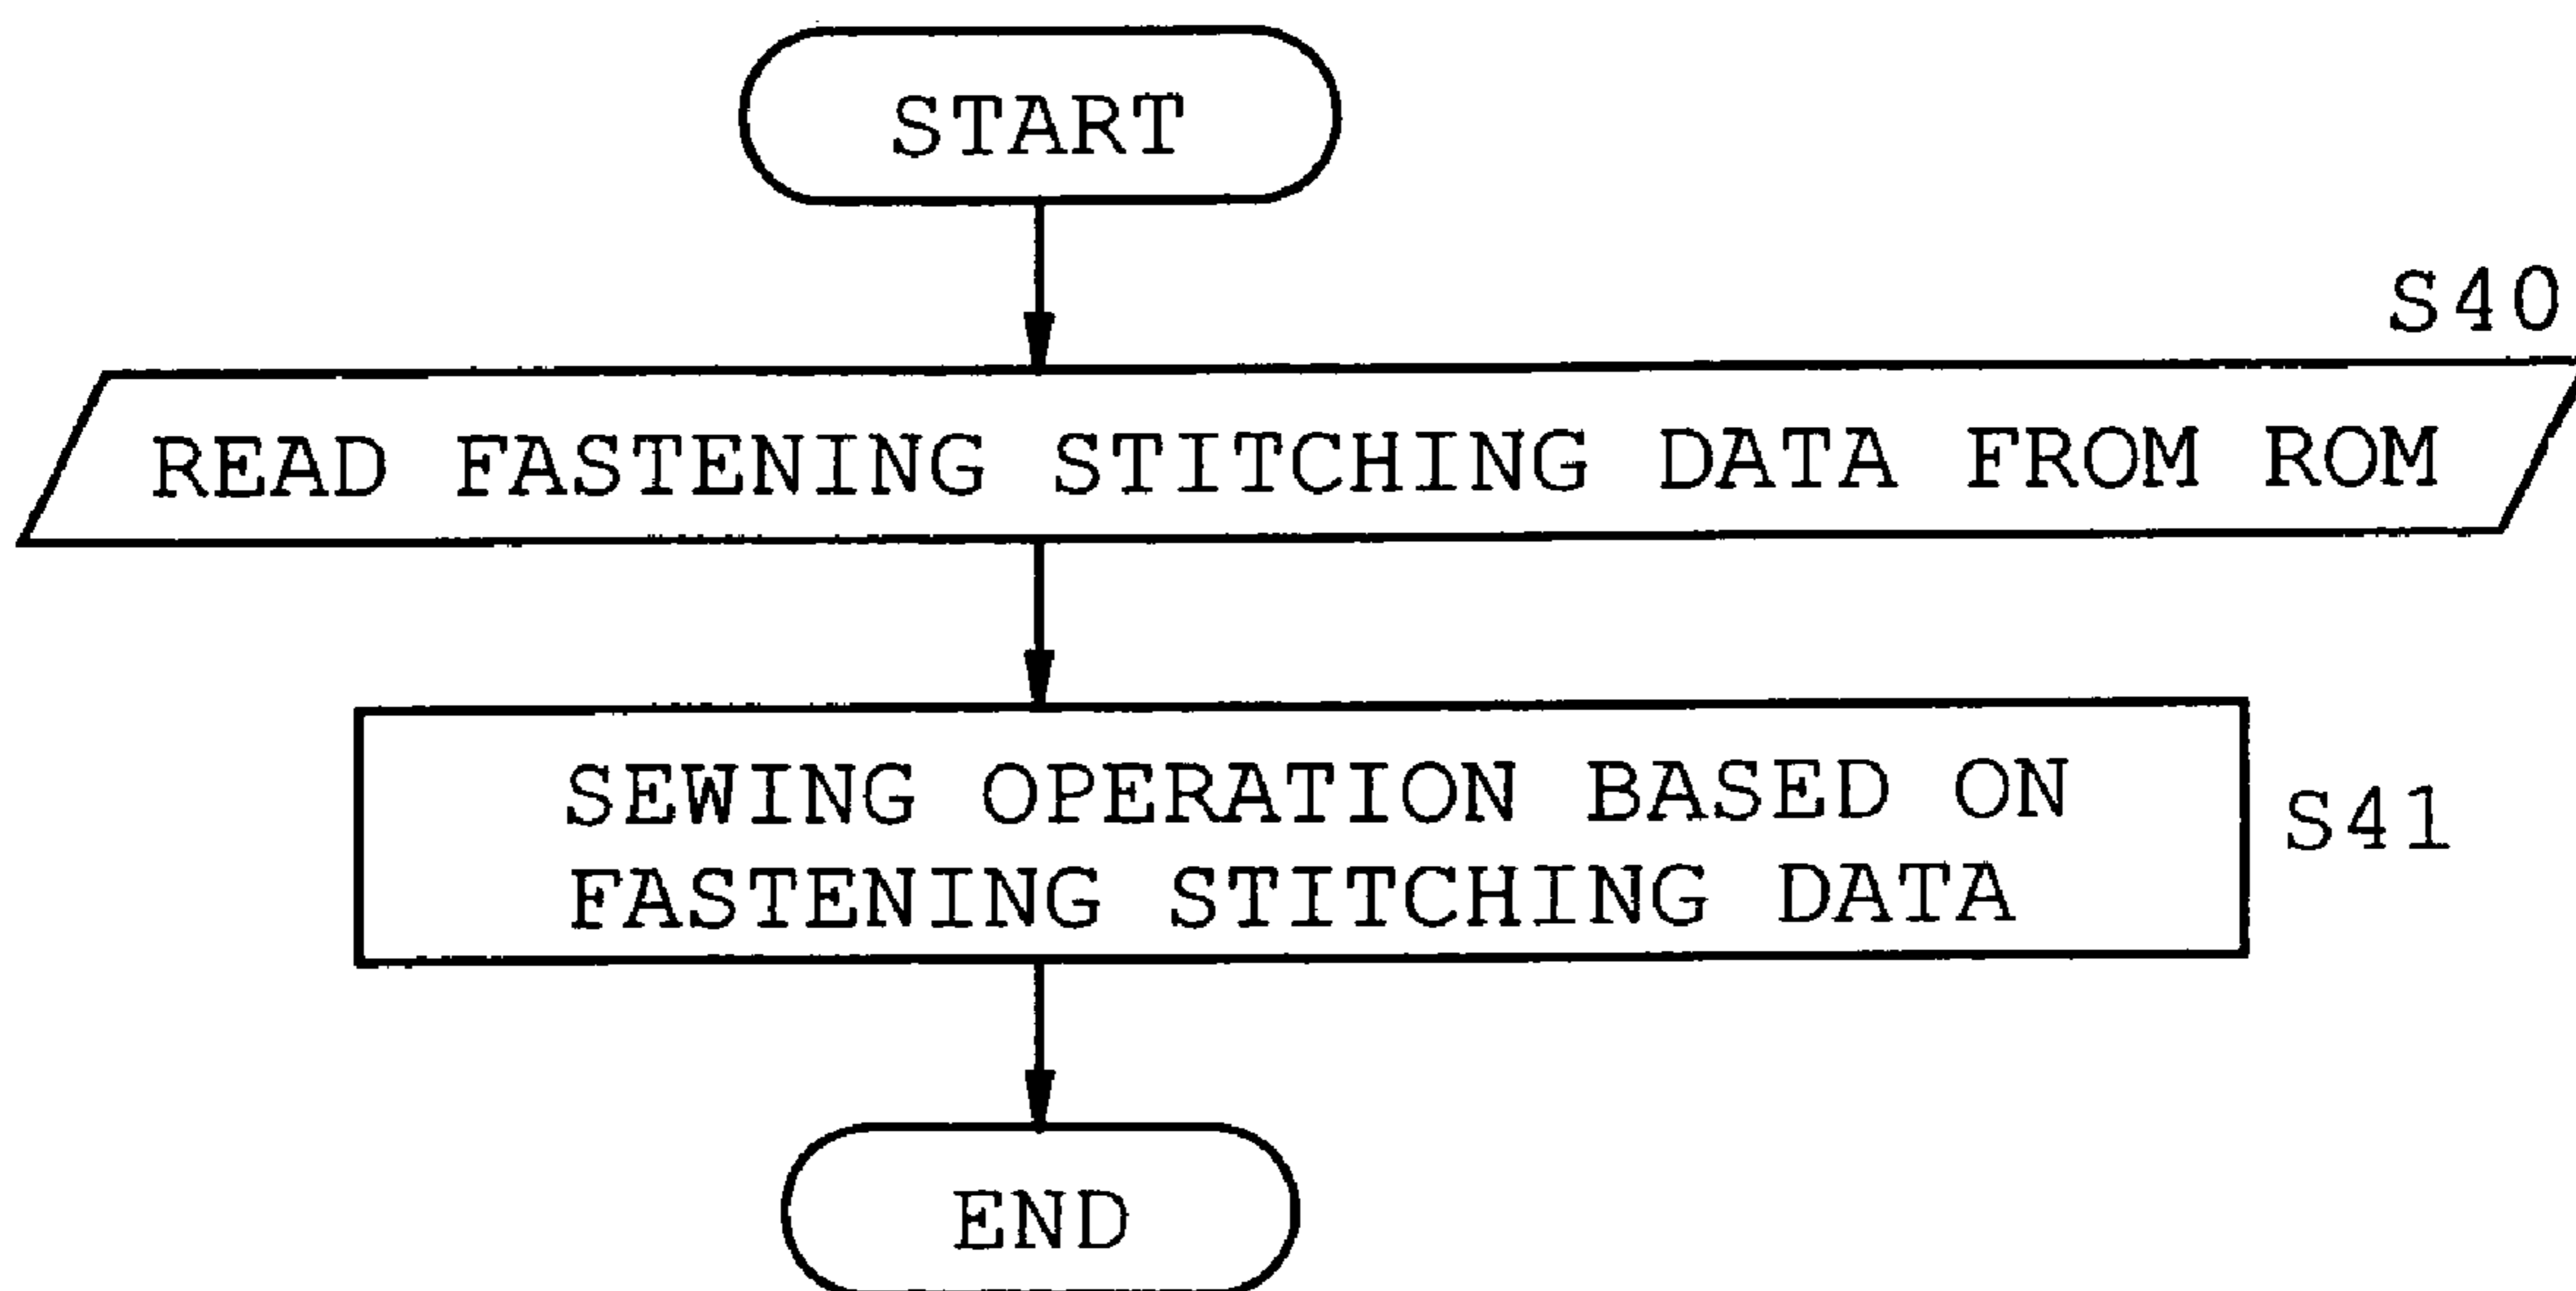 START
S40
READ FASTENING STITCHING DATA FROM ROM
SEWING OPERATION BASED ON
FASTENING STITCHING DATA
S41
END